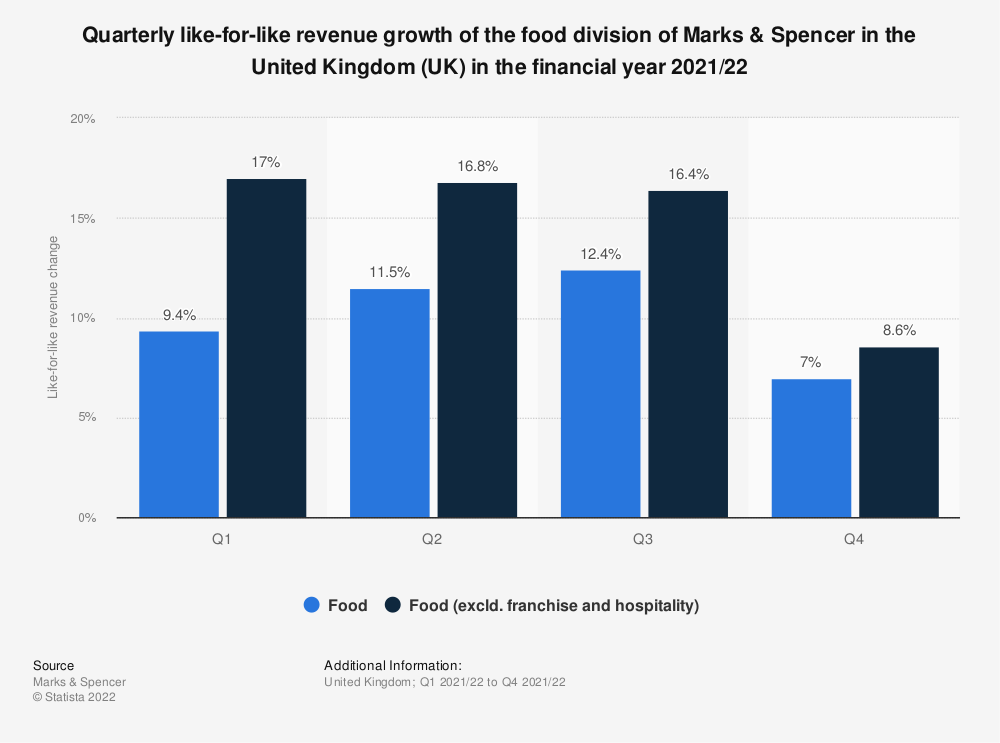 Quarterly like-for-like revenue growth of the food division of Marks & Spencer in the
United Kingdom (UK) in the financial year 2021/22
Like-for-like revenue change
20%
15%
10%
5%
0%
9.4%
17%
11.5%
16.8%
12.4%
16.4%
7%
8.6%
Q1
Q2
Q3
Q4
Food
Food (excld. franchise and hospitality)
Source
Marks & Spencer
© Statista 2022
Additional Information:
United Kingdom; Q1 2021/22 to Q4 2021/22